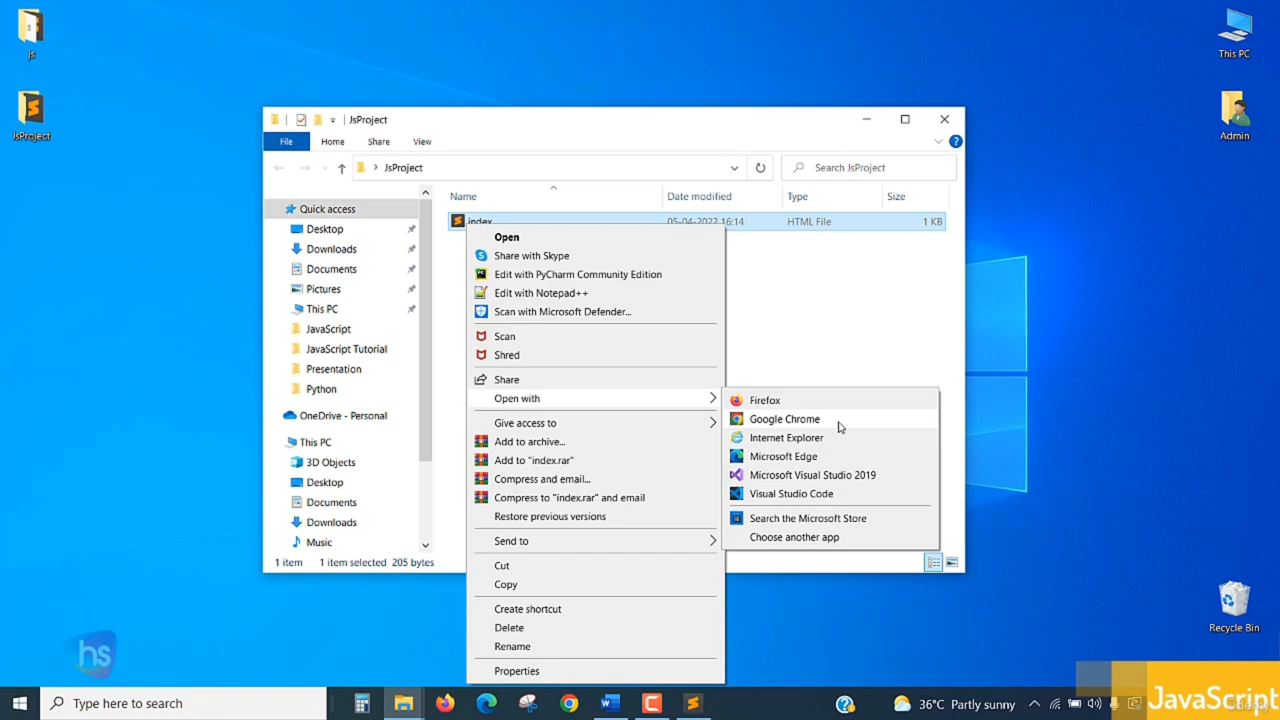 js
JsProject
This PC
Admin
Recycle Bin
JsProject
File
Home
Share
View
JsProject
Search JsProject
Name
Date modified
Type
Size
index
05-04-2022 16:14
HTML File
1 KB
Quick access
Desktop
Downloads
Documents
Pictures
This PC
JavaScript
JavaScript Tutorial
Presentation
Python
OneDrive - Personal
This PC
3D Objects
Desktop
Documents
Downloads
Music
1 item
1 item selected
205 bytes
Open
Share with Skype
Edit with PyCharm Community Edition
Edit with Notepad++
Scan with Microsoft Defender...
Scan
Shred
Share
Open with
Give access to
Add to archive...
Add to "index.rar"
Compress and email...
Compress to "index.rar" and email
Restore previous versions
Send to
Cut
Copy
Create shortcut
Delete
Rename
Properties
Firefox
Google Chrome
Internet Explorer
Microsoft Edge
Microsoft Visual Studio 2019
Visual Studio Code
Search the Microsoft Store
Choose another app
hs
Type here to search
36°C Partly sunny
JavaScript